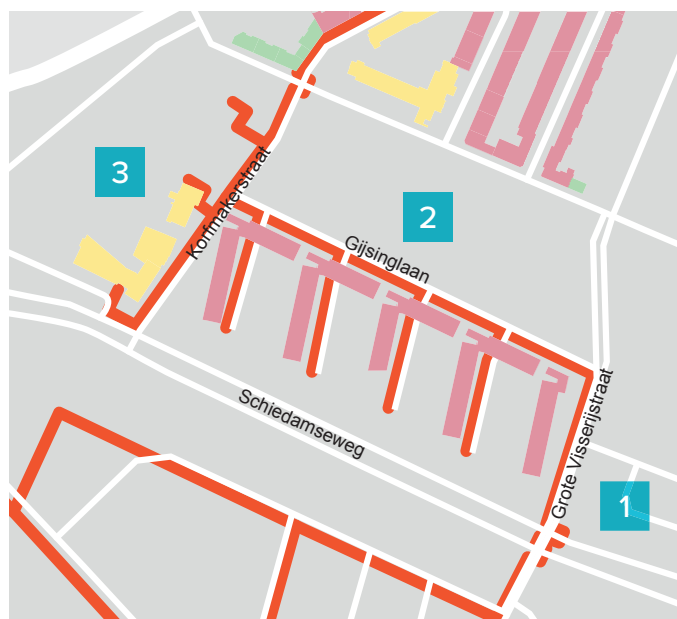 3
2
Korfmakerstraat
Gijsinglaan
Schiedamseweg
Grote Visserijstraat
1